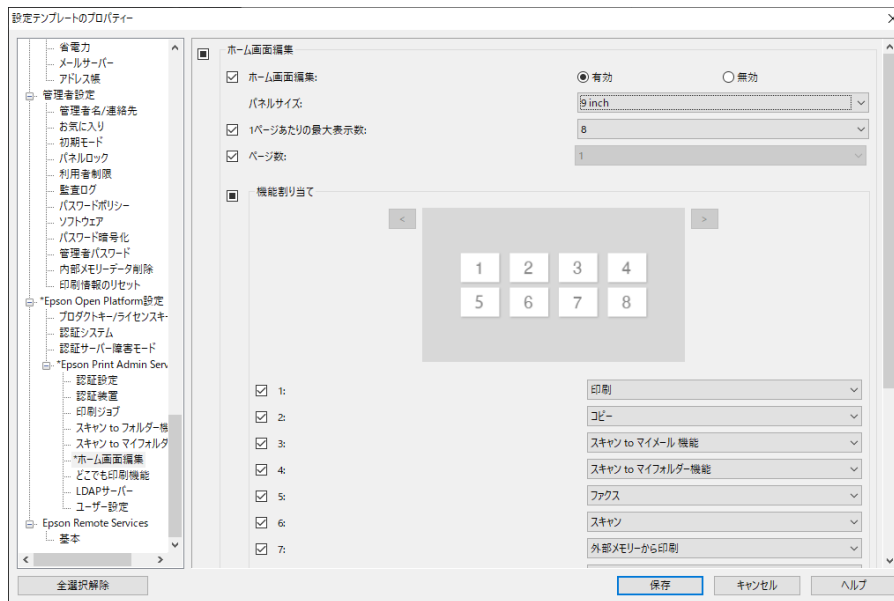 設定テンプレートのプロパティー
省電力
メールサーバー
アドレス帳
管理者設定
管理者名/連絡先
お気に入り
初期モード
パネルロック
利用者制限
監査ログ
パスワードポリシー
ソフトウェア
パスワード暗号化
管理者パスワード
内部メモリーデータ削除
印刷情報のリセット
*Epson Open Platform設定
プロダクトキー/ライセンスキー
認証システム
認証サーバー障害モード
*Epson Print Admin Serv
認証設定
認証装置
印刷ジョブ
スキャン to フォルダー機
スキャン to マイフォルダ
*ホーム画面編集
どこでも印刷機能
LDAPサーバー
ユーザー設定
Epson Remote Services
基本
全選択解除
ホーム画面編集
ホーム画面編集: 有効 無効
パネルサイズ: 9 inch
1ページあたりの最大表示数: 8
ページ数: 1
機能割り当て
< >
1 2 3 4
5 6 7 8
1: 印刷
2: コピー
3: スキャン to マイメール 機能
4: スキャン to マイフォルダー機能
5: ファクス
6: スキャン
7: 外部メモリーから印刷
保存 キャンセル ヘルプ